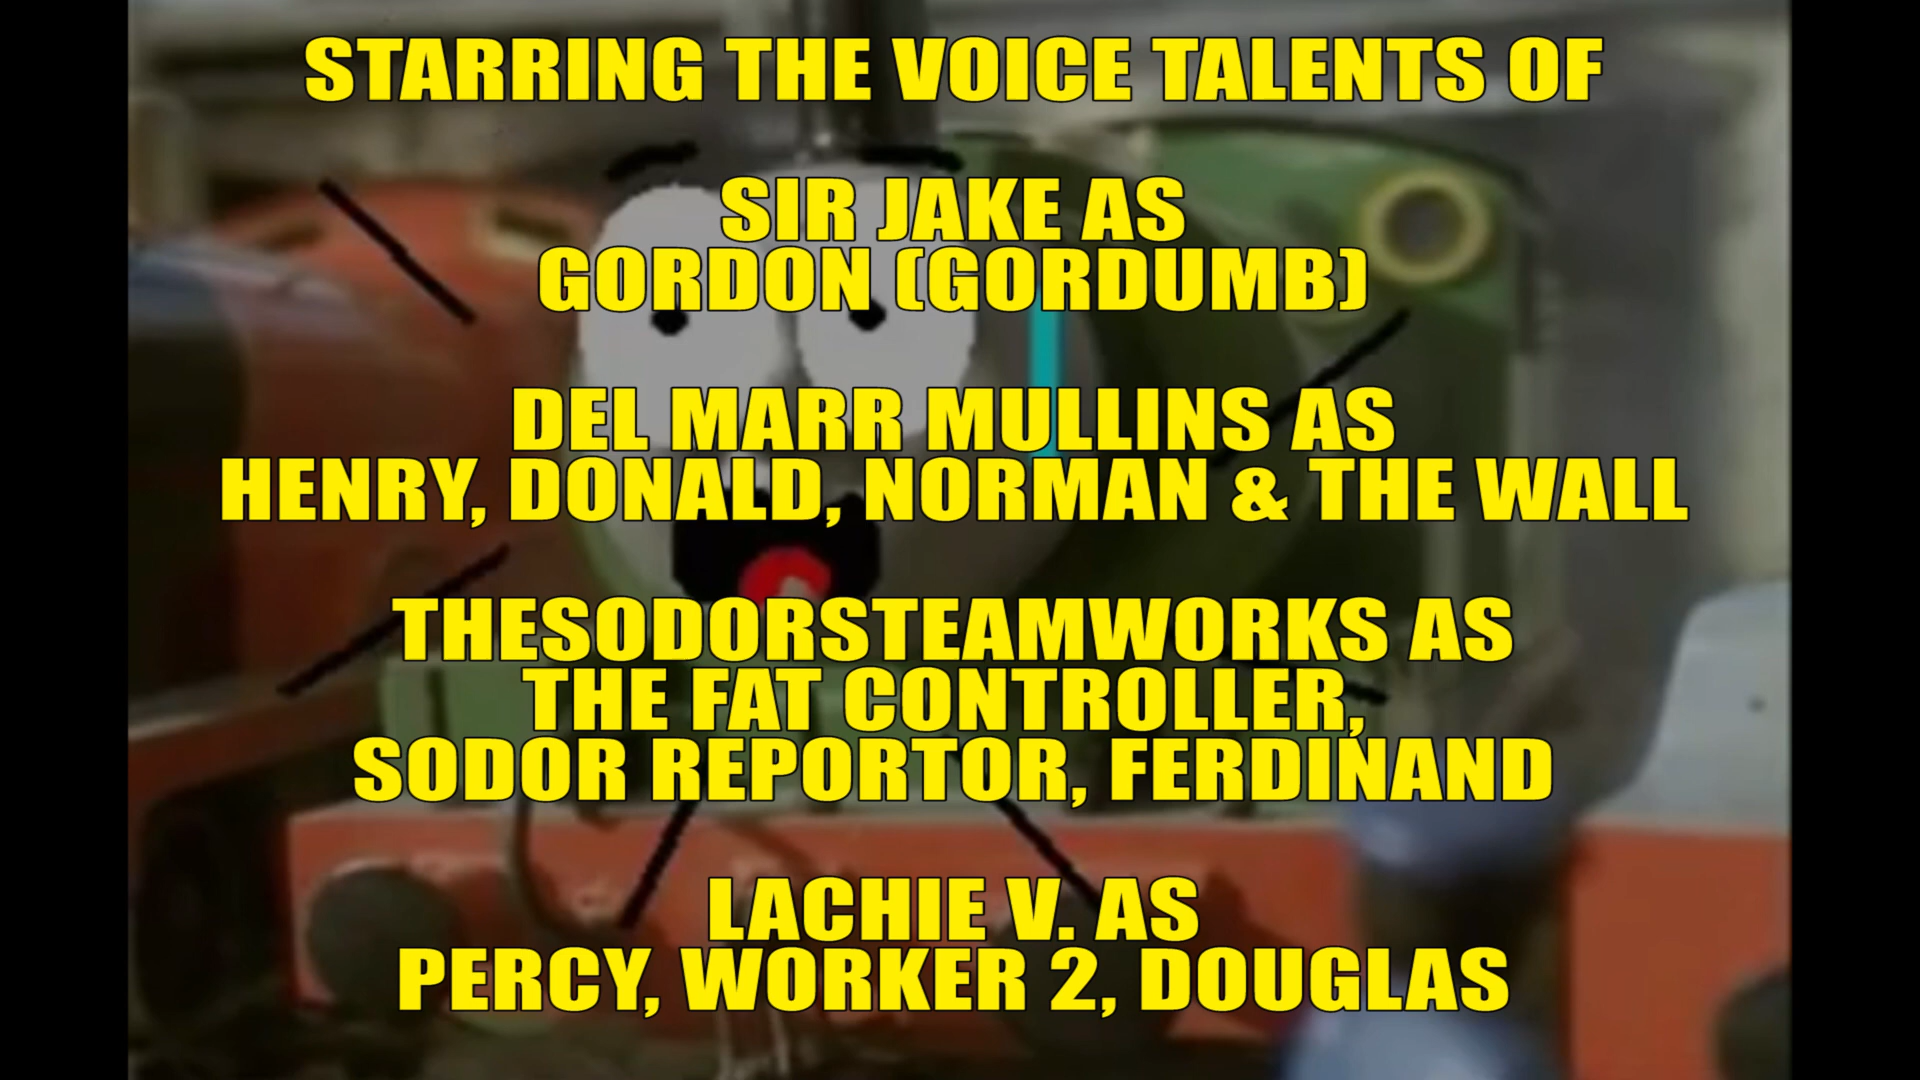 STARRING THE VOICE TALENTS OF
SIR JAKE AS
GORDON (GORDUMB)
DEL MARR MULLINS AS
HENRY, DONALD, NORMAN & THE WALL
THESODORSTEAMWORKS AS
THE FAT CONTROLLER,
SODOR REPORTOR, FERDINAND
LACHIE V. AS
PERCY, WORKER 2, DOUGLAS